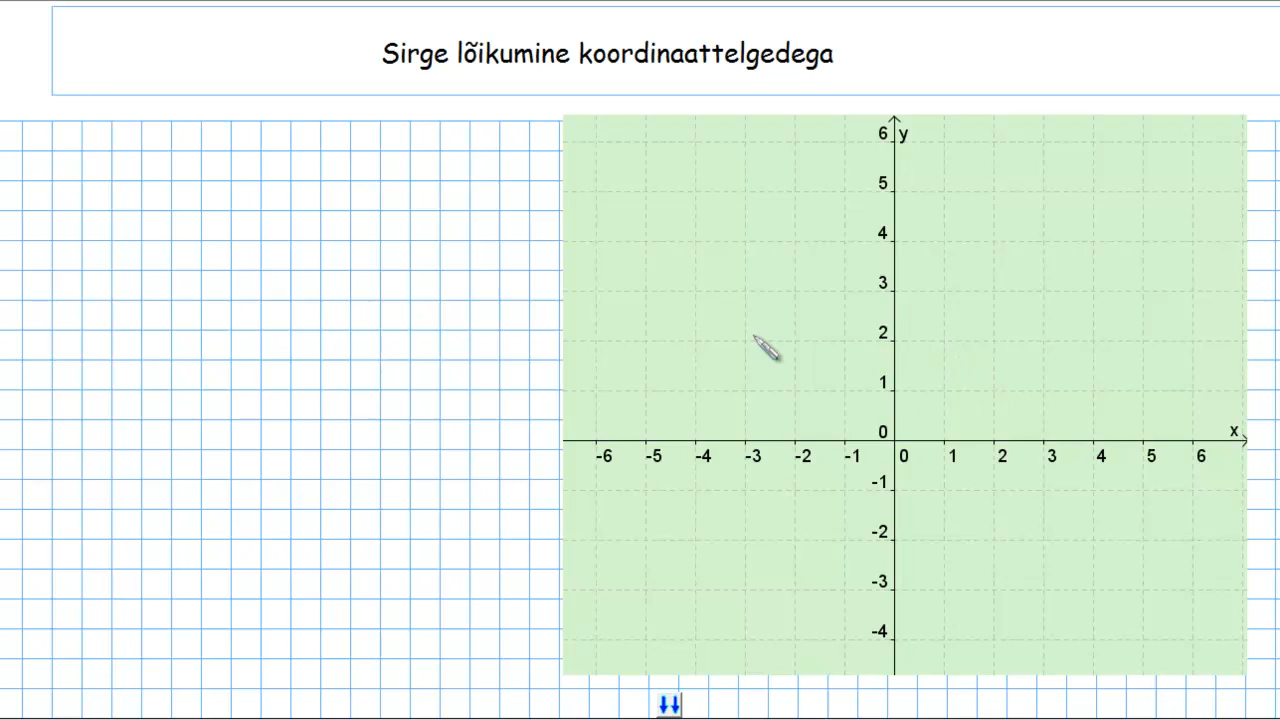 Sirge lõikumine koordinaattelgedega
6 y
5
4
3
2
1
0
x
-6 -5 -4 -3 -2 -1 0 1 2 3 4 5 6
-1
-2
-3
-4